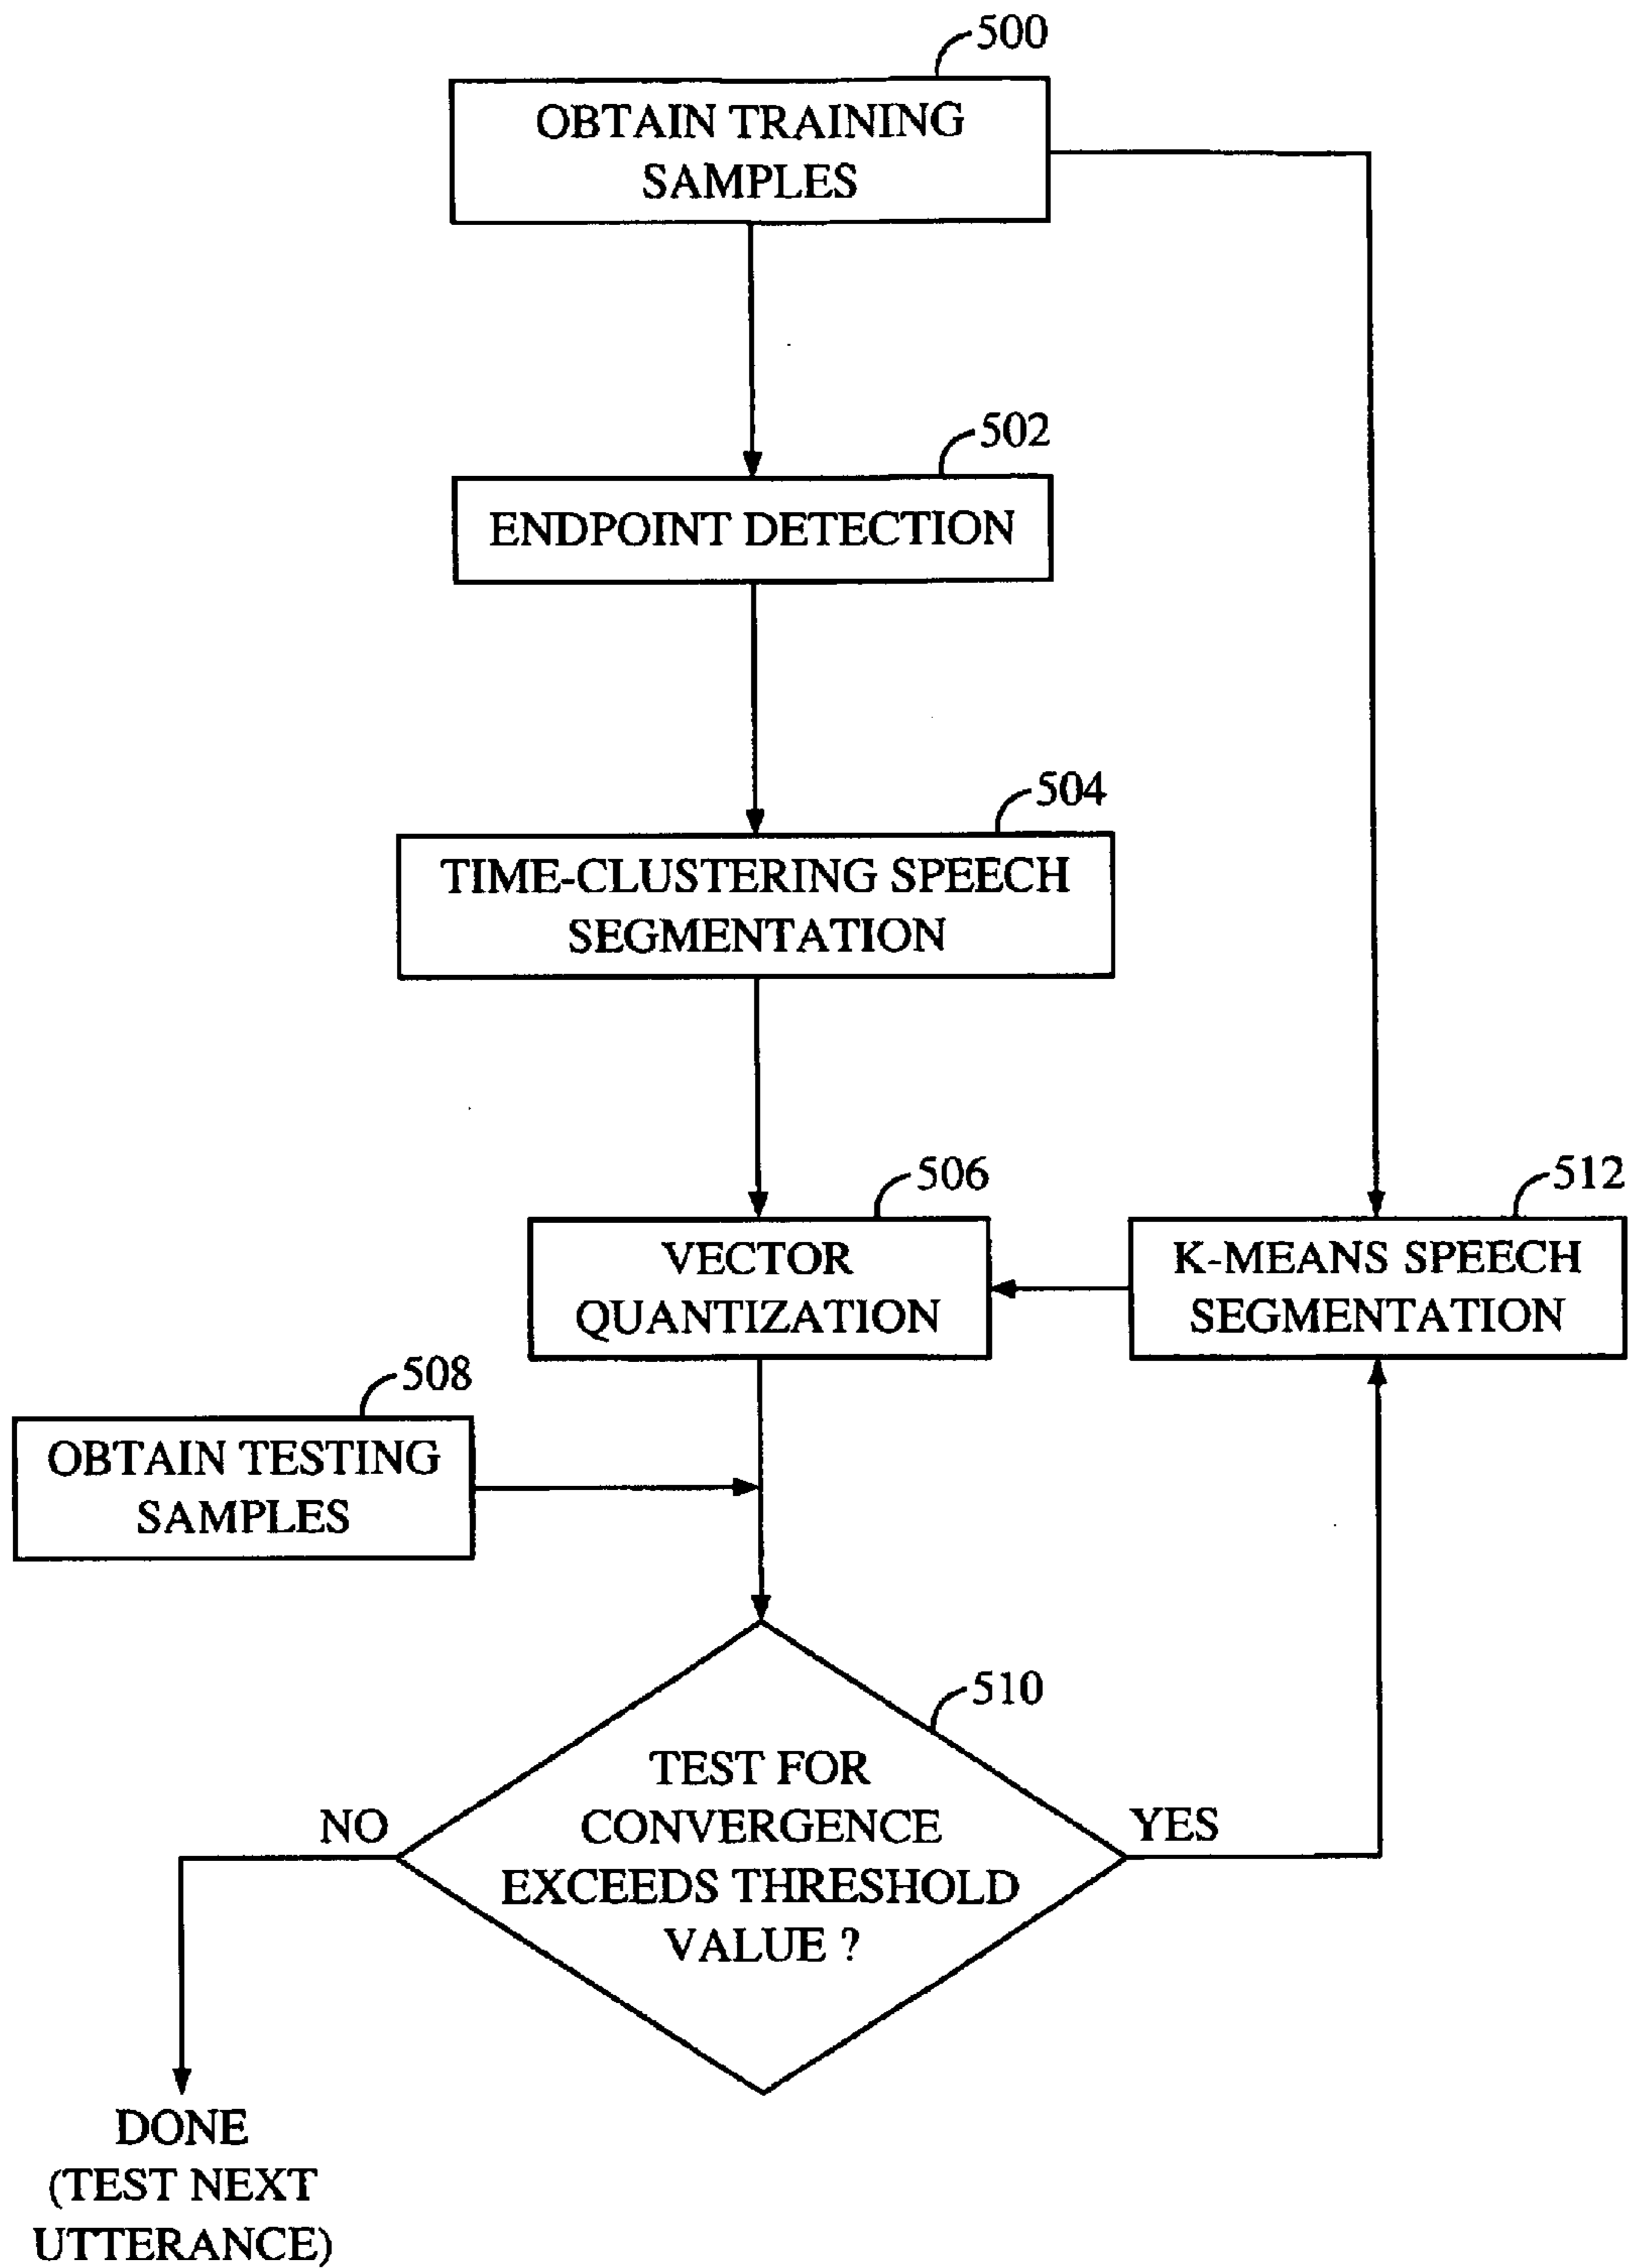 500
OBTAIN TRAINING
SAMPLES
502
ENDPOINT DETECTION
504
TIME-CLUSTERING SPEECH
SEGMENTATION
506
VECTOR
QUANTIZATION
512
K-MEANS SPEECH
SEGMENTATION
508
OBTAIN TESTING
SAMPLES
510
TEST FOR
CONVERGENCE
EXCEEDS THRESHOLD
VALUE ?
NO
YES
DONE
(TEST NEXT
UTTERANCE)